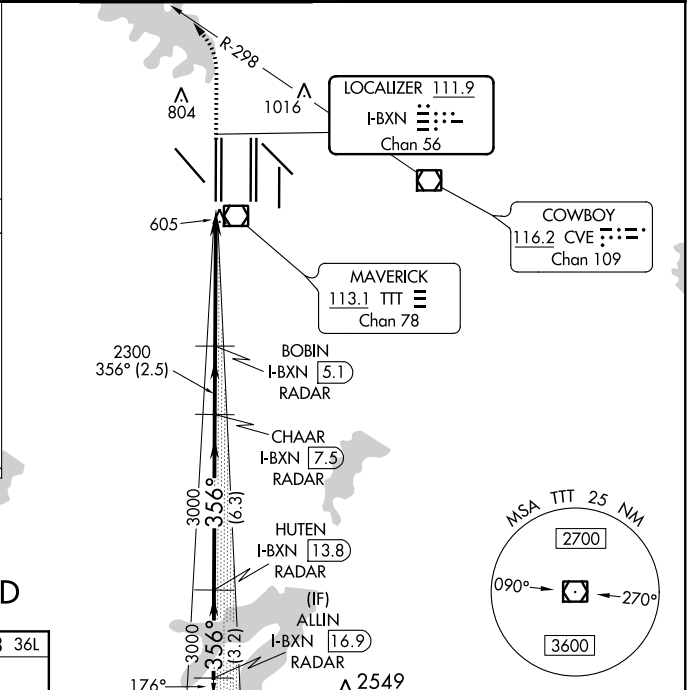 R-298
804
1016
LOCALIZER 111.9
I-BXN
Chan 56
605
COWBOY
116.2 CVE
Chan 109
MAVERICK
113.1 TTT
Chan 78
2300
356° (2.5)
BOBIN
I-BXN 5.1
RADAR
CHAAR
I-BXN 7.5
RADAR
3000
356°
(6.3)
HUTEN
I-BXN 13.8
RADAR
MSA TTT 25 NM
2700
090°
270°
3600
D
36L
(IF)
ALLIN
I-BXN 16.9
RADAR
3000
356°
(3.2)
176°
2549